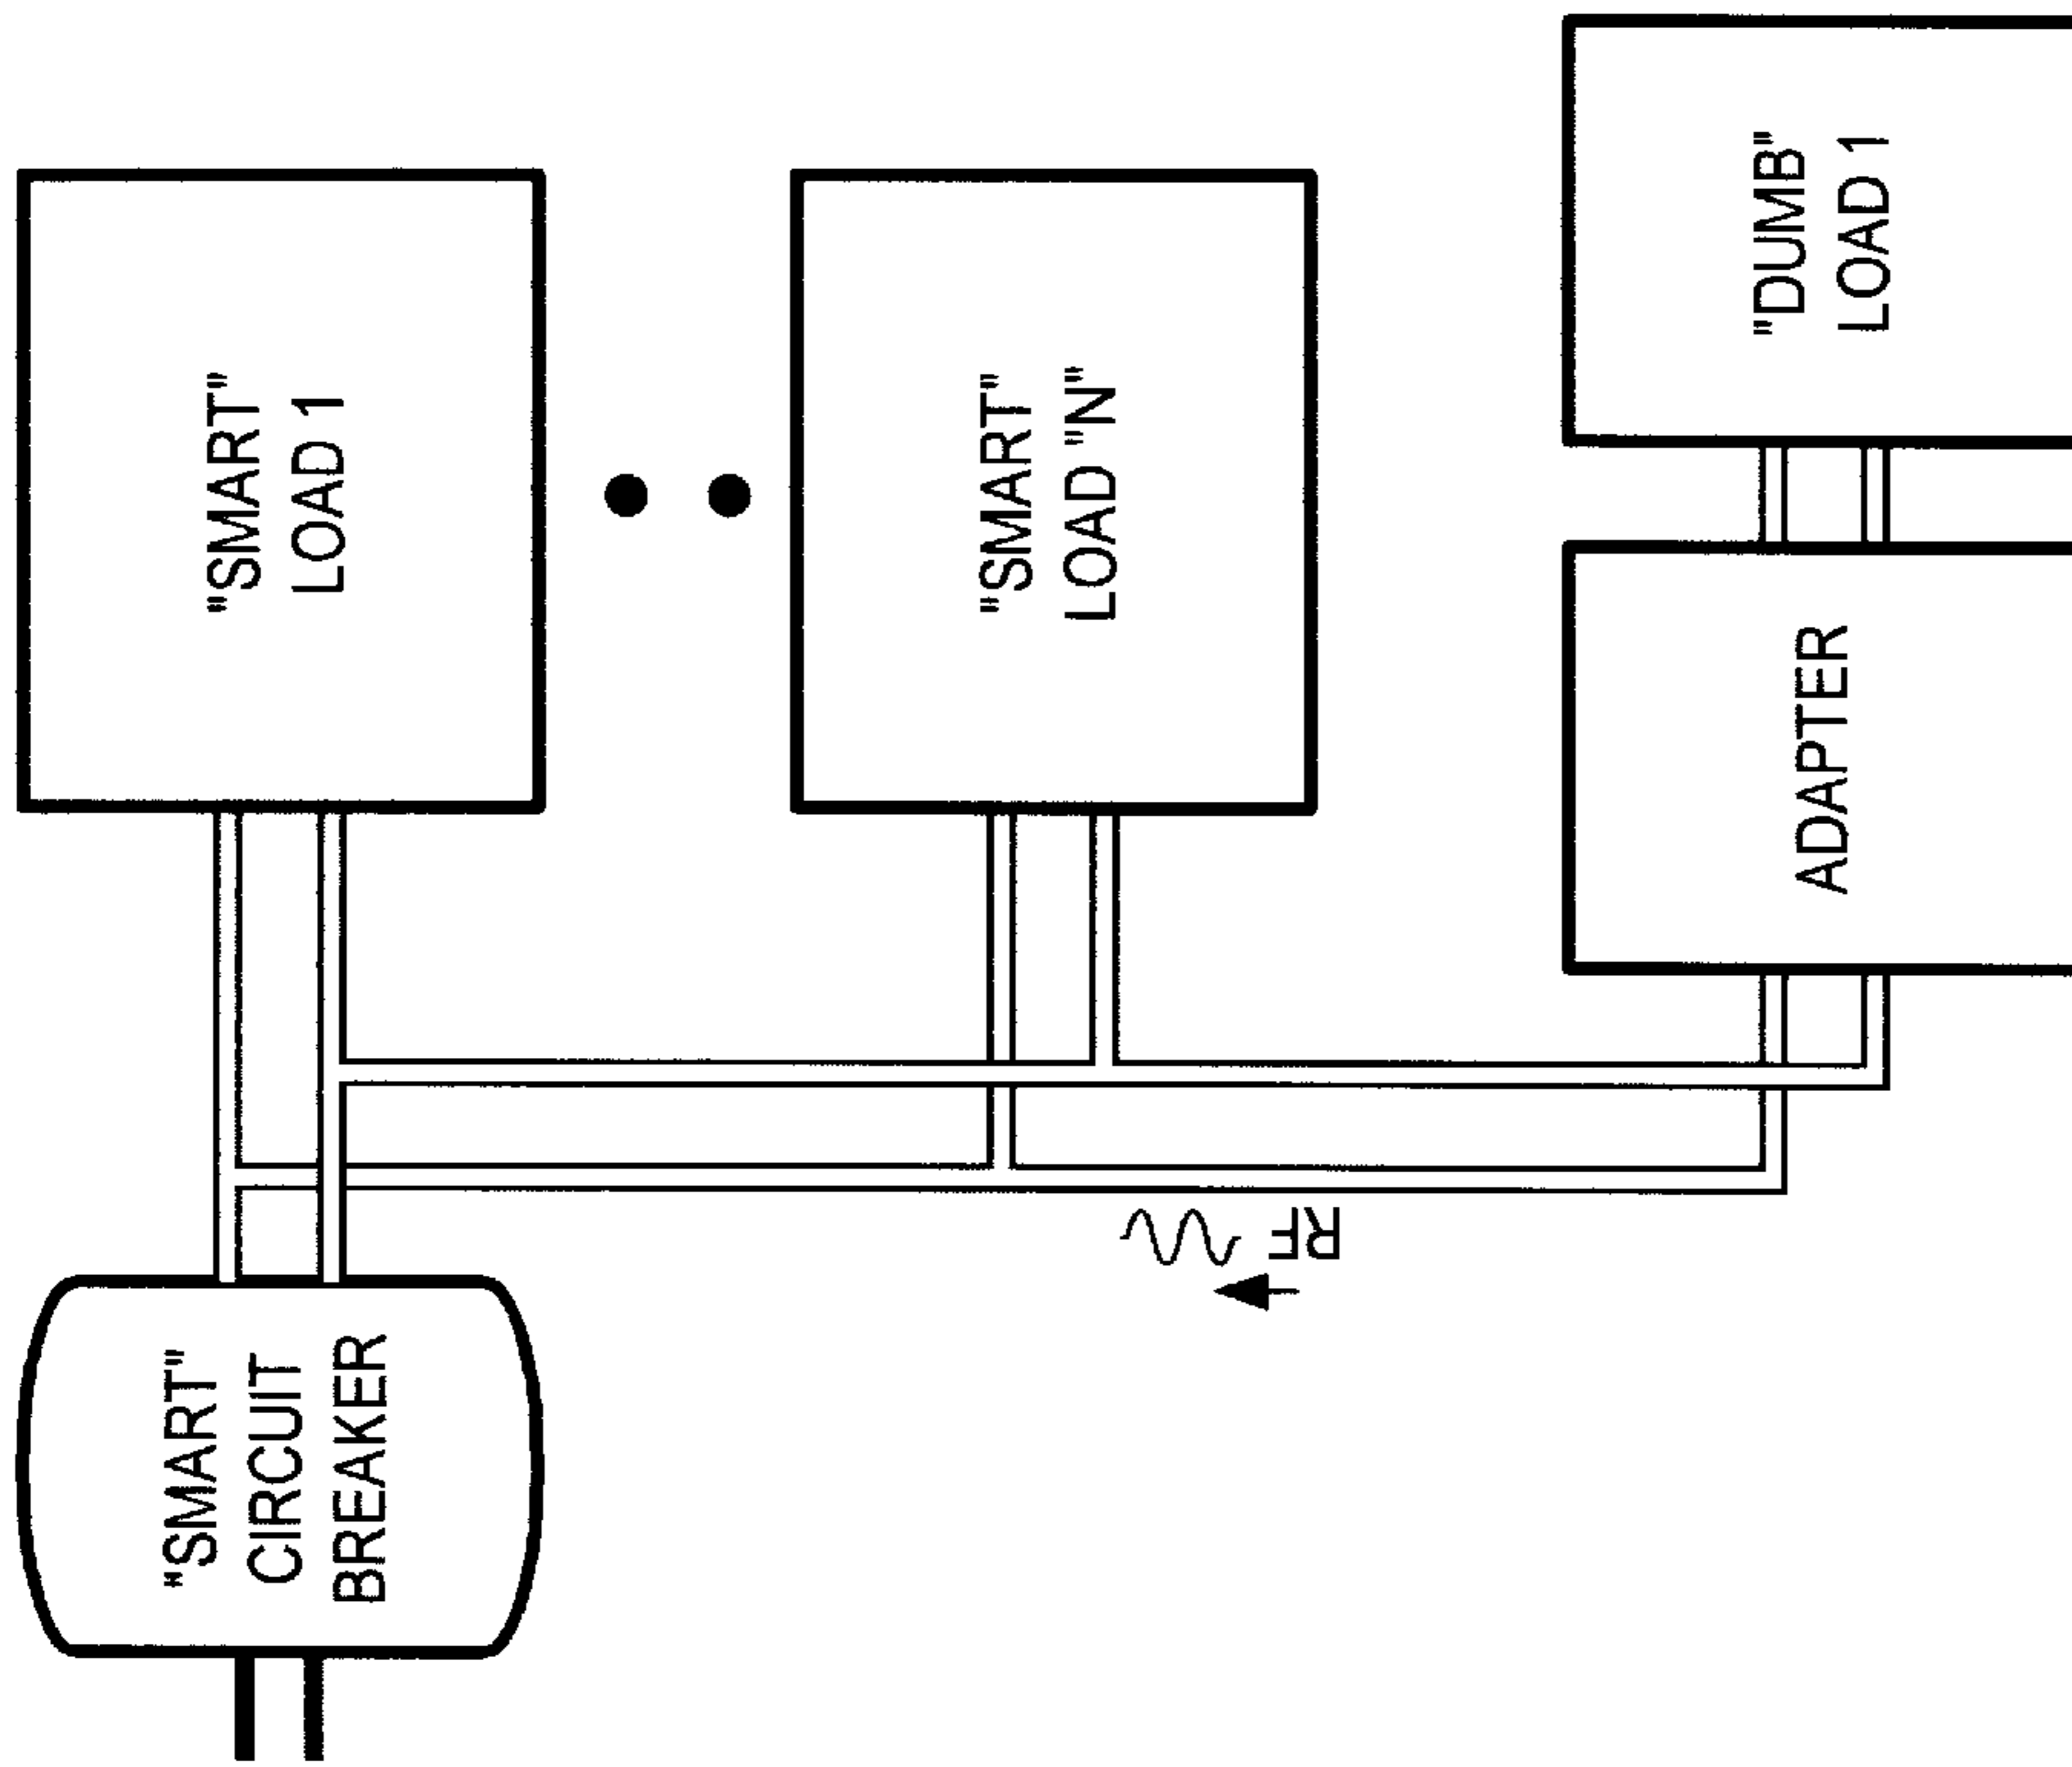 "SMART"
LOAD 1
"SMART"
LOAD "N"
"DUMB"
LOAD 1
ADAPTER
RF
"SMART"
CIRCUIT
BREAKER